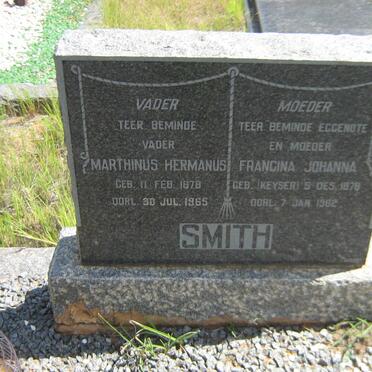 VADER
TEER BEMINDE
VADER
MARTHINUS HERMANUS
GEB. 11 FEB. 1878
OORL. 30 JUL. 1965
MOEDER
TEER BEMINDE EGGENOTE
EN MOEDER
FRANCINA JOHANNA
GEB. (KEYSER) 5 DES. 1878
OORL. 7 JAN. 1962
SMITH